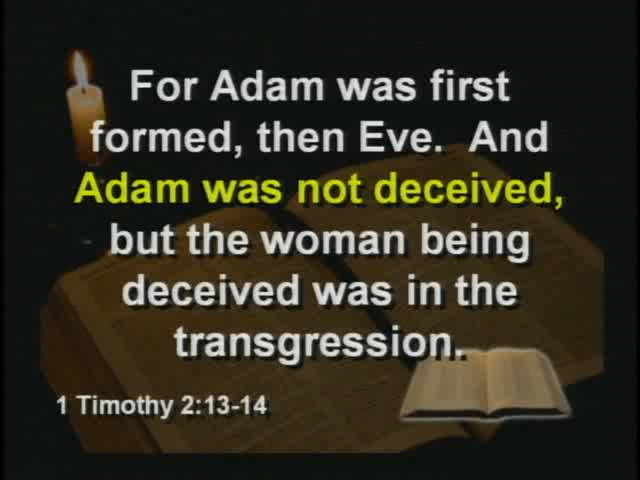 For Adam was first
formed, then Eve.  And
Adam was not deceived,
but the woman being
deceived was in the
transgression.
1 Timothy 2:13-14